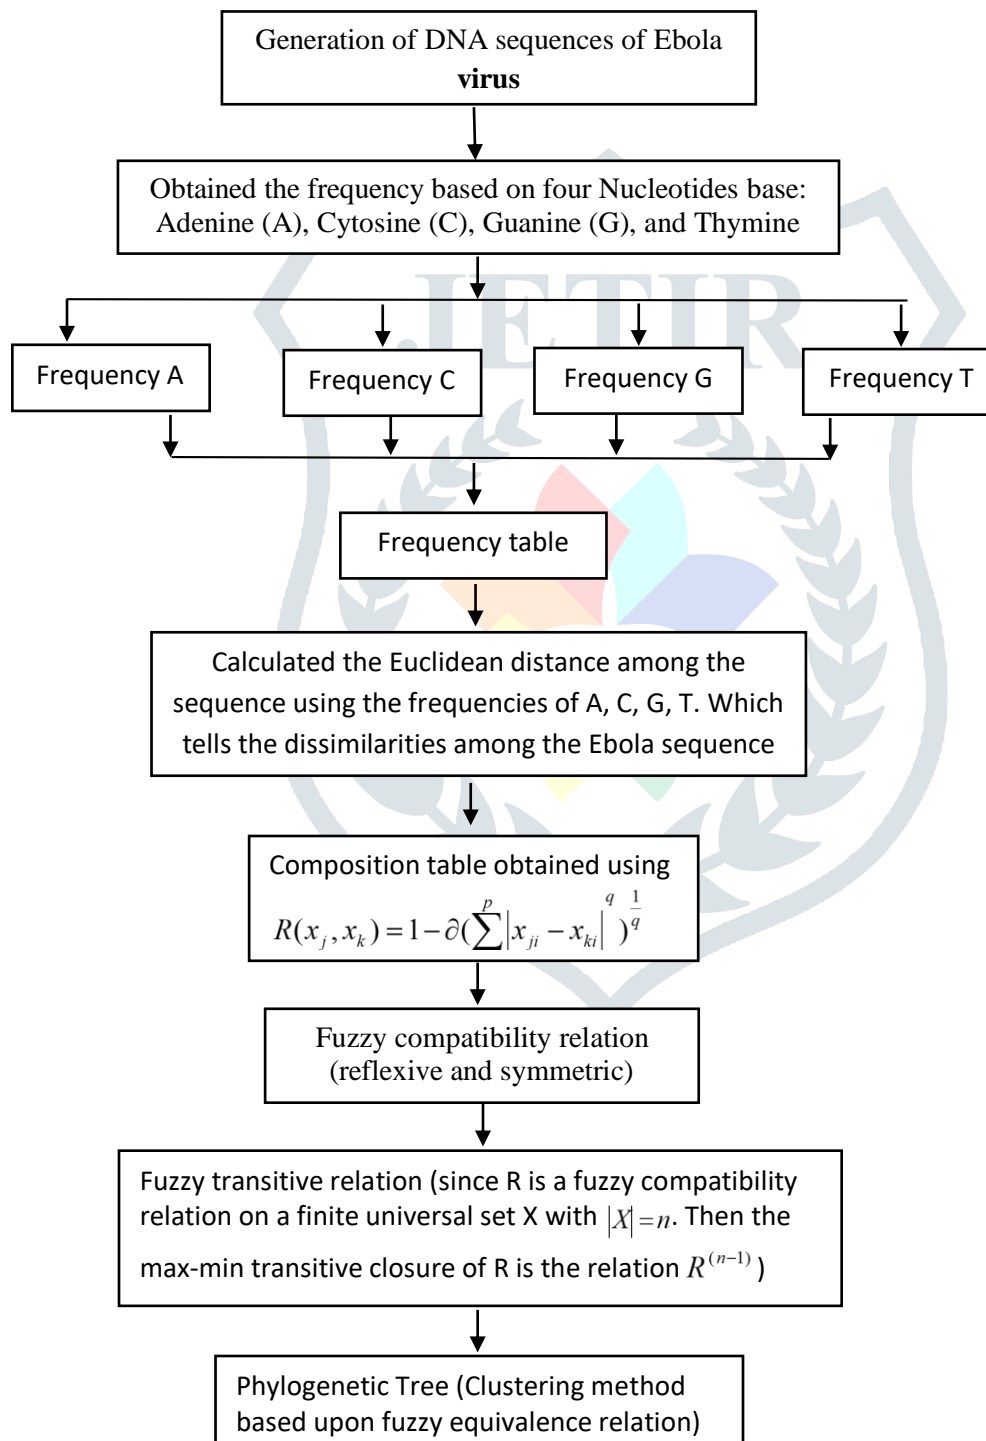 Generation of DNA sequences of Ebola
virus
Obtained the frequency based on four Nucleotides base:
Adenine (A), Cytosine (C), Guanine (G), and Thymine
JETIR
Frequency A
Frequency C
Frequency G
Frequency T
Frequency table
Calculated the Euclidean distance among the
sequence using the frequencies of A, C, G, T. Which
tells the dissimilarities among the Ebola sequence
Composition table obtained using
R(x_j, x_k) = 1 − ∂(∑^p |x_{ji} − x_{ki}|^q)^{1/q}
Fuzzy compatibility relation
(reflexive and symmetric)
Fuzzy transitive relation (since R is a fuzzy compatibility
relation on a finite universal set X with |X| = n. Then the
max-min transitive closure of R is the relation R^{(n−1)} )
Phylogenetic Tree (Clustering method
based upon fuzzy equivalence relation)